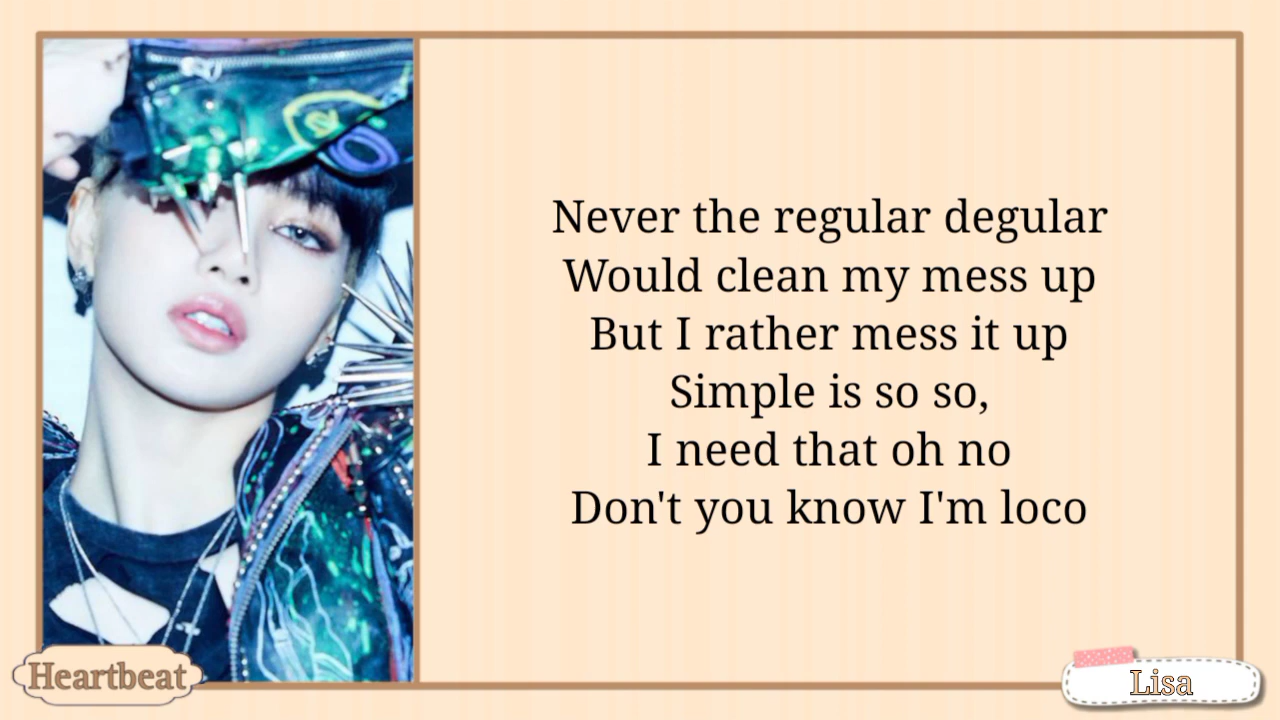 Never the regular degular
Would clean my mess up
But I rather mess it up
Simple is so so,
I need that oh no
Don't you know I'm loco
Heartbeat
Lisa